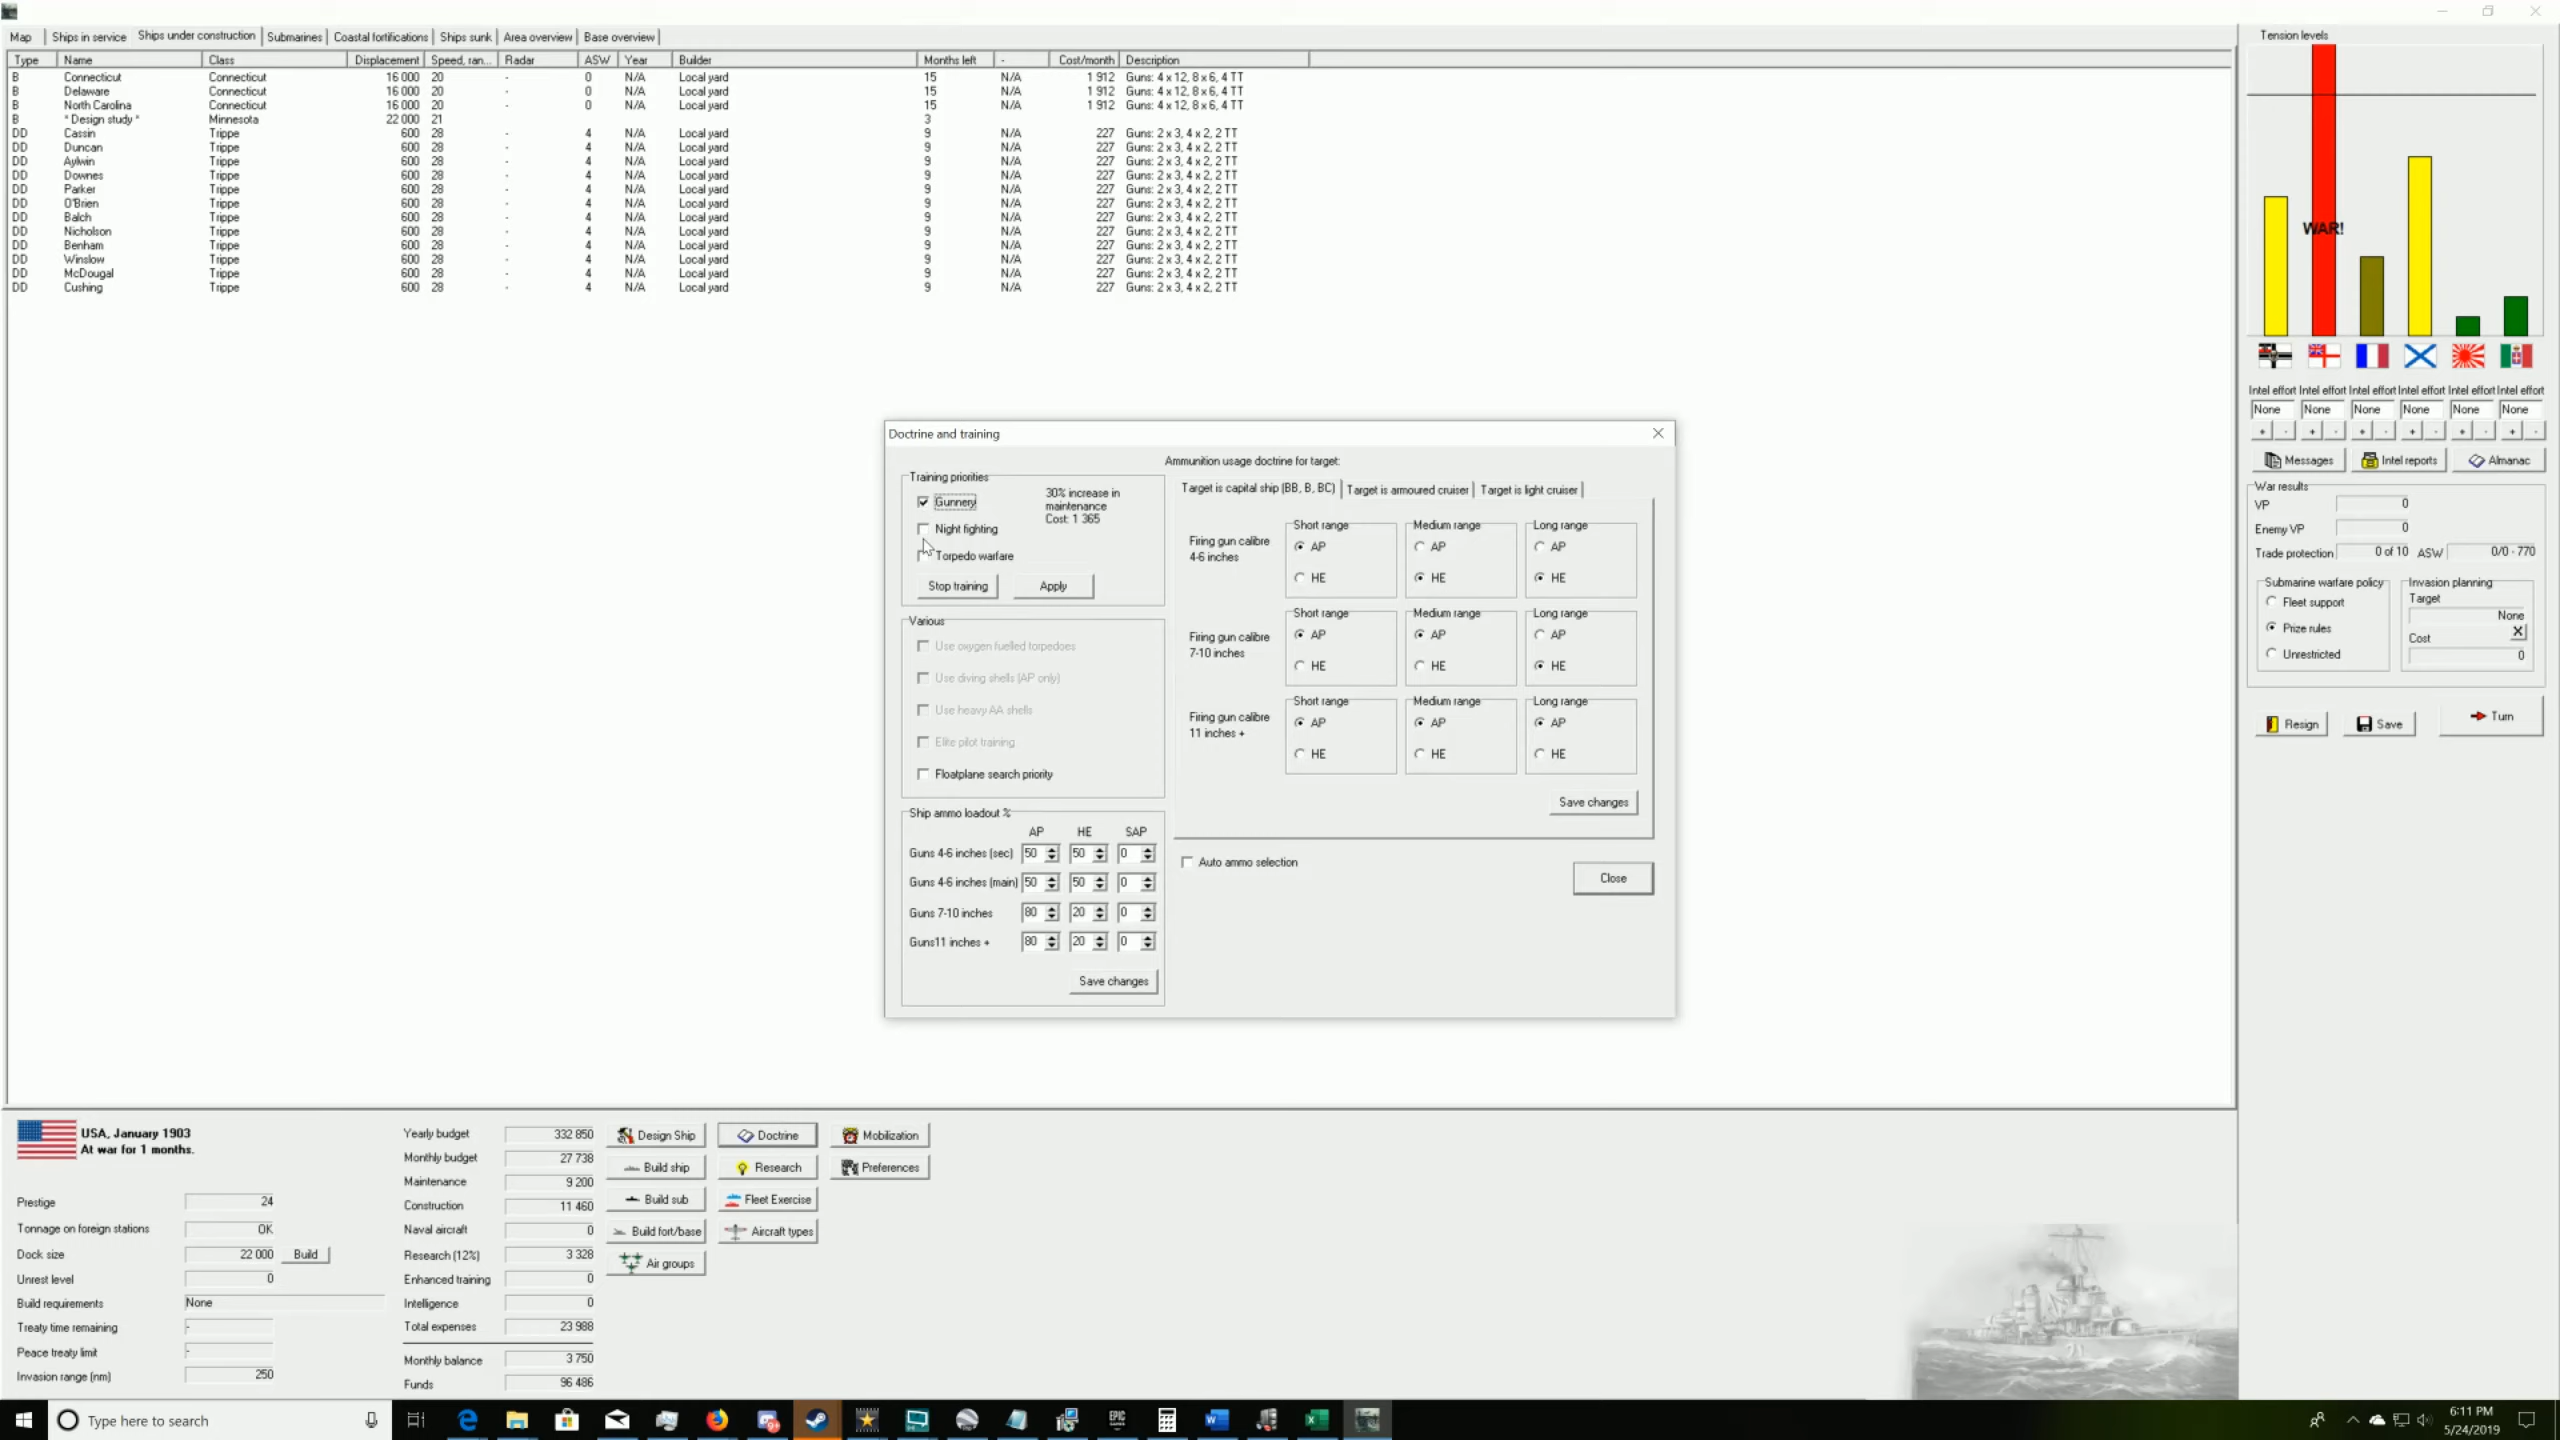 Map Ships in service Ships under construction Submarines Coastal fortifications Ships sunk Area overview Base overview
Type Name Class Displacement Speed, ran... Radar ASW Year Builder Months left - N/A Cost/month Description
B Connecticut Connecticut 16 000 20 - 0 N/A Local yard 15 N/A 1 912 Guns: 4 x 12, 8 x 6, 4 TT
B Delaware Connecticut 16 000 20 - 0 N/A Local yard 15 N/A 1 912 Guns: 4 x 12, 8 x 6, 4 TT
B North Carolina Connecticut 16 000 20 - 0 N/A Local yard 15 N/A 1 912 Guns: 4 x 12, 8 x 6, 4 TT
B * Design study * Minnesota 22 000 21 3
DD Cassin Trippe 600 28 - 4 N/A Local yard 9 N/A 227 Guns: 2 x 3, 4 x 2, 2 TT
DD Duncan Trippe 600 28 - 4 N/A Local yard 9 N/A 227 Guns: 2 x 3, 4 x 2, 2 TT
DD Aylwin Trippe 600 28 - 4 N/A Local yard 9 N/A 227 Guns: 2 x 3, 4 x 2, 2 TT
DD Downes Trippe 600 28 - 4 N/A Local yard 9 N/A 227 Guns: 2 x 3, 4 x 2, 2 TT
DD Parker Trippe 600 28 - 4 N/A Local yard 9 N/A 227 Guns: 2 x 3, 4 x 2, 2 TT
DD O'Brien Trippe 600 28 - 4 N/A Local yard 9 N/A 227 Guns: 2 x 3, 4 x 2, 2 TT
DD Balch Trippe 600 28 - 4 N/A Local yard 9 N/A 227 Guns: 2 x 3, 4 x 2, 2 TT
DD Nicholson Trippe 600 28 - 4 N/A Local yard 9 N/A 227 Guns: 2 x 3, 4 x 2, 2 TT
DD Benham Trippe 600 28 - 4 N/A Local yard 9 N/A 227 Guns: 2 x 3, 4 x 2, 2 TT
DD Winslow Trippe 600 28 - 4 N/A Local yard 9 N/A 227 Guns: 2 x 3, 4 x 2, 2 TT
DD McDougal Trippe 600 28 - 4 N/A Local yard 9 N/A 227 Guns: 2 x 3, 4 x 2, 2 TT
DD Cushing Trippe 600 28 - 4 N/A Local yard 9 N/A 227 Guns: 2 x 3, 4 x 2, 2 TT
Tension levels
WAR!
Intel effort Intel effort Intel effort Intel effort Intel effort Intel effort
None None None None None None
+ - + - + - + - + - + -
Messages Intel reports Almanac
War results
VP 0
Enemy VP 0
Trade protection 0 of 10 ASW 0/0 - 770
Submarine warfare policy Invasion planning
Fleet support Target
None
Prize rules Cost X
Unrestricted 0
Resign Save Turn
Doctrine and training
Ammunition usage doctrine for target:
Training priorities
Gunnery
30% increase in
maintenance
Cost: 1 365
Night fighting
Torpedo warfare
Stop training Apply
Various
Use oxygen fuelled torpedoes
Use diving shells (AP only)
Use heavy AA shells
Elite pilot training
Floatplane search priority
Ship ammo loadout %
AP HE SAP
Guns 4-6 inches (sec) 50 50 0
Guns 4-6 inches (main) 50 50 0
Guns 7-10 inches 80 20 0
Guns11 inches + 80 20 0
Save changes
Target is capital ship (BB, B, BC) Target is armoured cruiser Target is light cruiser
Short range Medium range Long range
Firing gun calibre
4-6 inches
AP AP AP
HE HE HE
Short range Medium range Long range
Firing gun calibre
7-10 inches
AP AP AP
HE HE HE
Short range Medium range Long range
Firing gun calibre
11 inches +
AP AP AP
HE HE HE
Save changes
Auto ammo selection
Close
USA, January 1903
At war for 1 months.
Prestige 24
Tonnage on foreign stations OK
Dock size 22 000 Build
Unrest level 0
Build requirements None
Treaty time remaining -
Peace treaty limit -
Invasion range (nm) 250
Yearly budget 332 850
Monthly budget 27 738
Maintenance 9 200
Construction 11 460
Naval aircraft 0
Research (12%) 3 328
Enhanced training 0
Intelligence 0
Total expenses 23 988
Monthly balance 3 750
Funds 96 486
Design Ship Doctrine Mobilization
Build ship Research Preferences
Build sub Fleet Exercise
Build fort/base Aircraft types
Air groups
Type here to search
EPIC
6:11 PM
5/24/2019